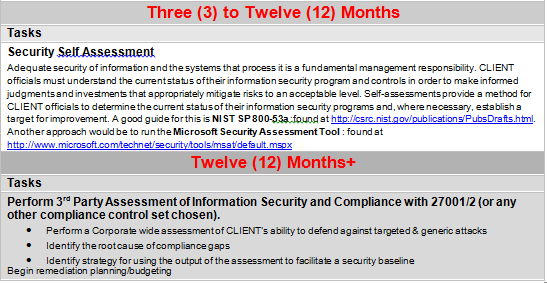 Three (3) to Twelve (12) Months
Tasks
Security Self Assessment
Adequate security of information and the systems that process it is a fundamental management responsibility. CLIENT
officials must understand the current status of their information security program and controls in order to make informed
judgments and investments that appropriately mitigate risks to an acceptable level. Self-assessments provide a method for
CLIENT officials to determine the current status of their information security programs and, where necessary, establish a
target for improvement. A good guide for this is NIST SP 800-53a found at http://csrc.nist.gov/publications/PubsDrafts.html.
Another approach would be to run the Microsoft Security Assessment Tool : found at
http://www.microsoft.com/technet/security/tools/msat/default.mspx
Twelve (12) Months+
Tasks
Perform 3rd Party Assessment of Information Security and Compliance with 27001/2 (or any
other compliance control set chosen).
• Perform a Corporate wide assessment of CLIENT's ability to defend against targeted & generic attacks
• Identify the root cause of compliance gaps
• Identify strategy for using the output of the assessment to facilitate a security baseline
Begin remediation planning/budgeting